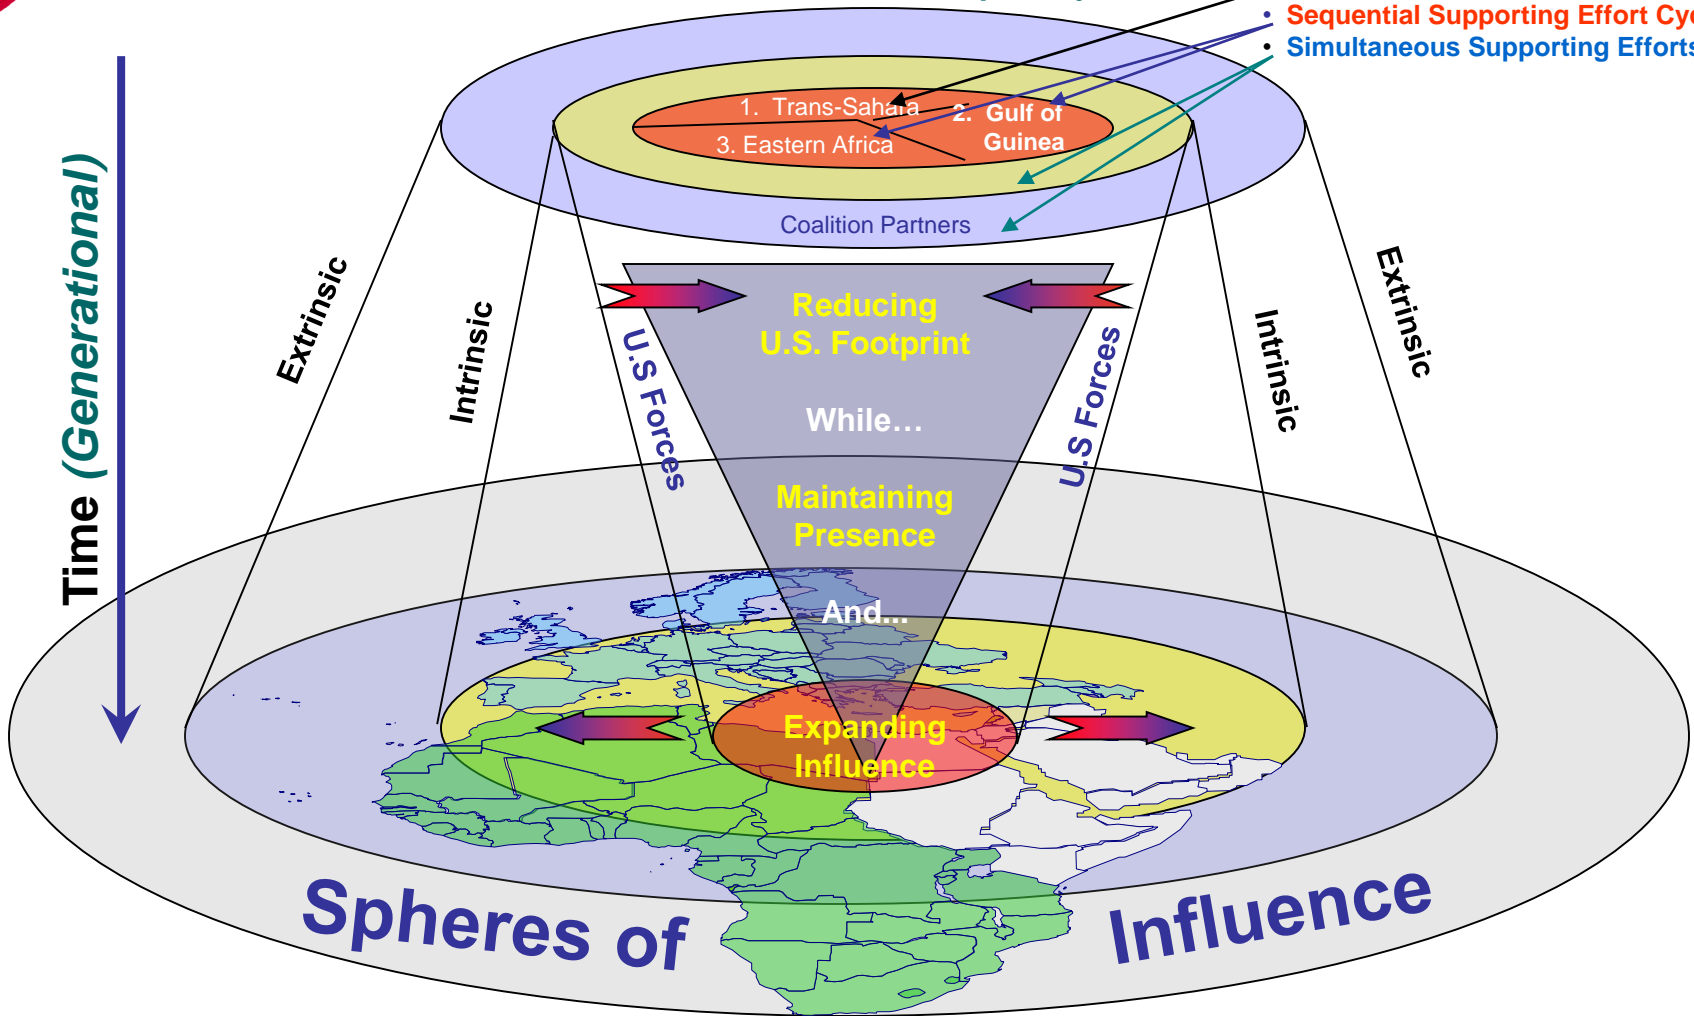 • Sequential Supporting Effort
• Simultaneous Supporting Efforts
1. Trans-Sahara
2. Gulf of
Guinea
3. Eastern Africa
Coalition Partners
Time (Generational)
Extrinsic
Intrinsic
U.S Forces
Reducing
U.S. Footprint
While…
Maintaining
Presence
And...
Expanding
Influence
U.S Forces
Intrinsic
Extrinsic
Spheres of
Influence